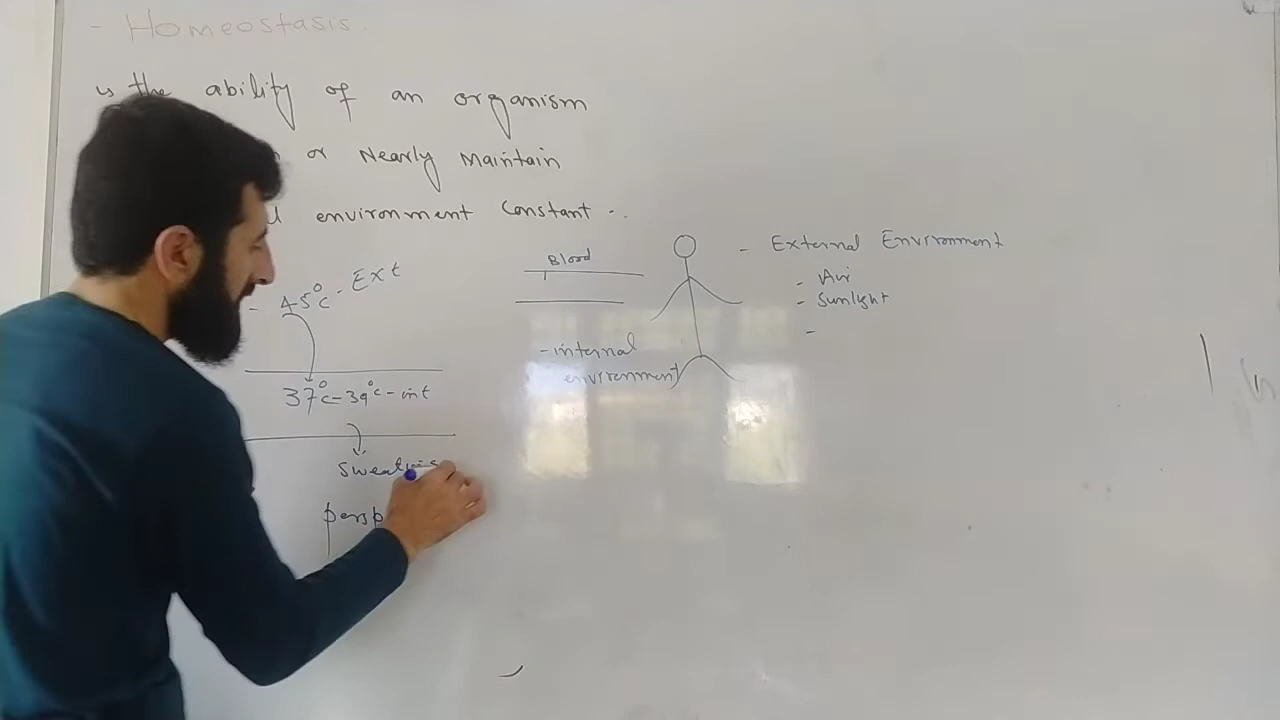 - Homeostasis.
is the ability of an organism
or Nearly Maintain
environment Constant ..
- 45°C - Ext
37°C - 39°C - int
Sweating
persp
Blood
- internal
environment
- External Environment
- Air
- Sunlight
-